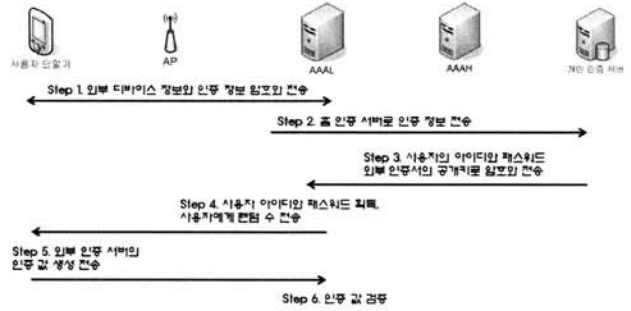 사용자 단말기 AP AAAL AAAH 개인 인증 서버
Step 1. 외부 디바이스 정보와 인증 정보 암호화 전송
Step 2. 홈 인증 서버로 인증 정보 전송
Step 3. 사용자의 아이디와 패스워드
외부 인증서의 공개키로 암호화 전송
Step 4. 사용자 아이디와 패스워드 획득,
사용자에게 랜덤 수 전송
Step 5. 외부 인증 서버의
인증 값 생성 전송
Step 6. 인증 값 검증